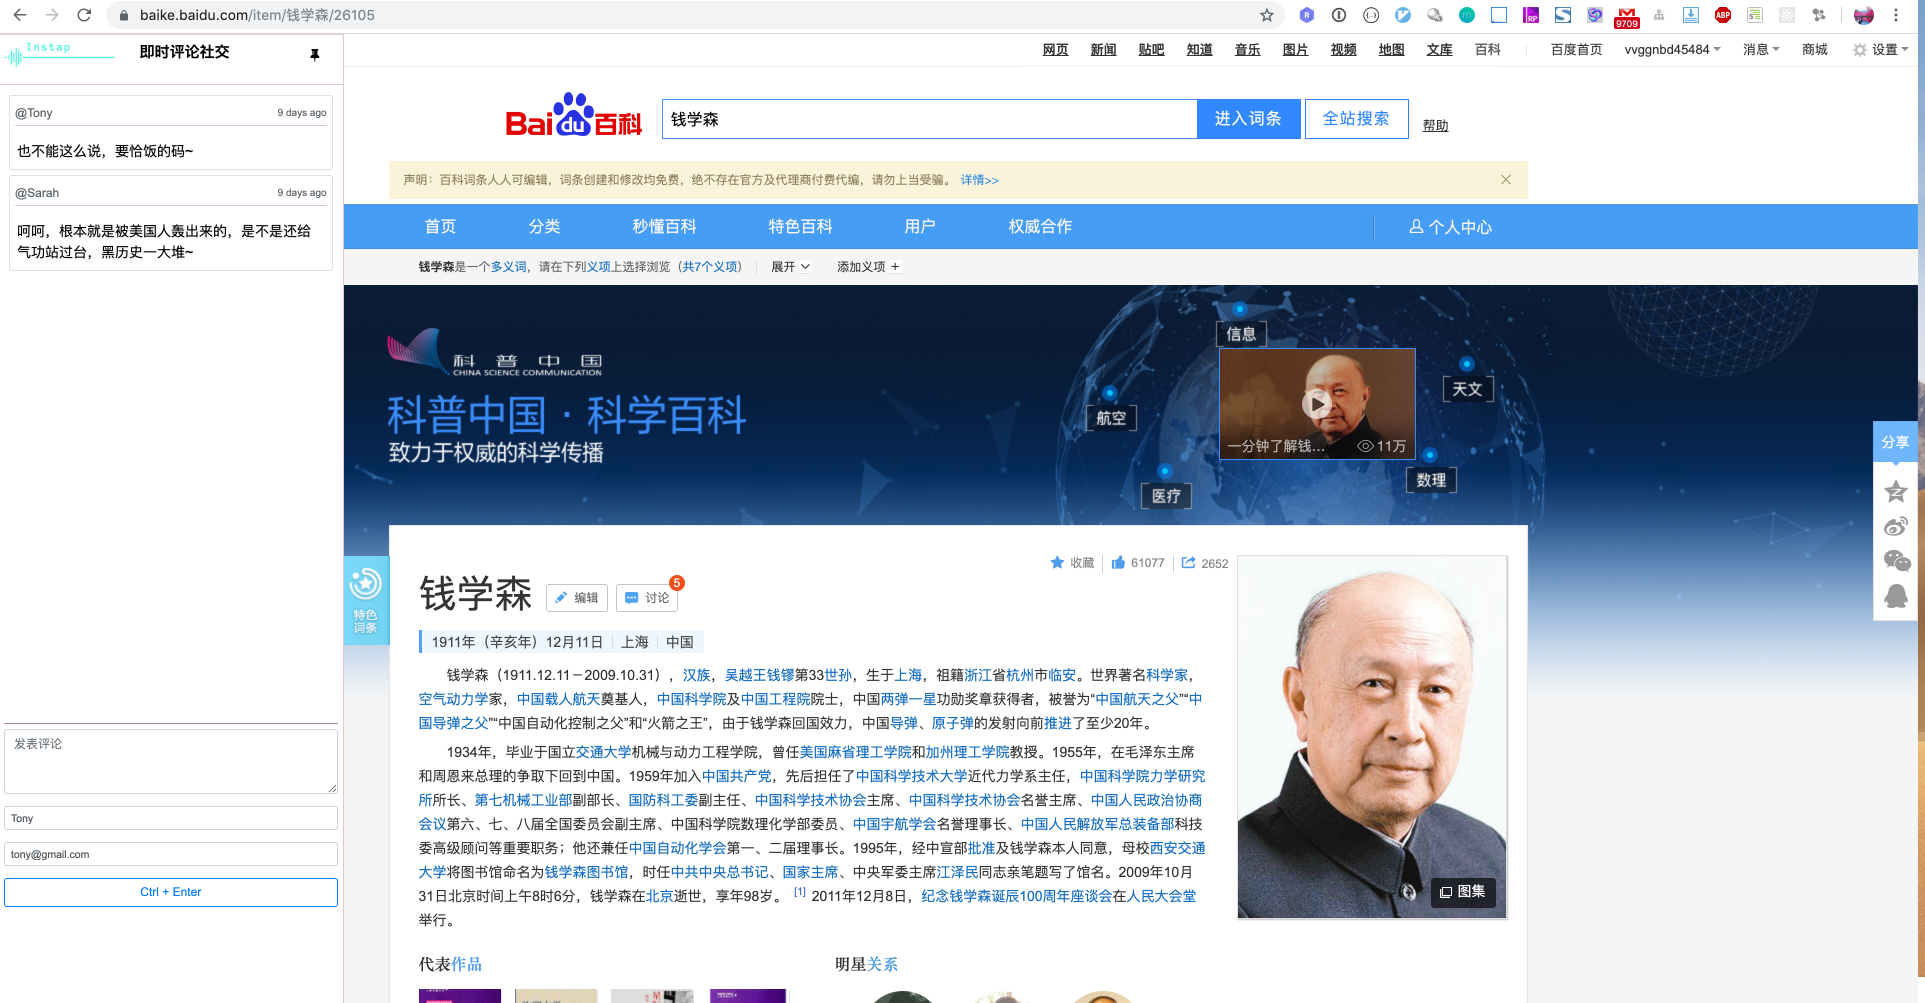 baike.baidu.com/item/钱学森/26105
9709
ABP
RP
Instap
即时评论社交
@Tony
9 days ago
也不能这么说，要恰饭的码~
@Sarah
9 days ago
呵呵，根本就是被美国人轰出来的，是不是还给
气功站过台，黑历史一大堆~
发表评论
Tony
tony@gmail.com
Ctrl + Enter
网页 新闻 贴吧 知道 音乐 图片 视频 地图 文库 百科 百度首页 vvggnbd45484 消息 商城 设置
Bai du 百科
钱学森
进入词条
全站搜索
帮助
声明：百科词条人人可编辑，词条创建和修改均免费，绝不存在官方及代理商付费代编，请勿上当受骗。 详情>>
首页 分类 秒懂百科 特色百科 用户 权威合作 个人中心
钱学森是一个多义词，请在下列义项上选择浏览（共7个义项） 展开 添加义项 +
科 普 中 国
CHINA SCIENCE COMMUNICATION
科普中国 · 科学百科
致力于权威的科学传播
信息
航空
医疗
天文
数理
一分钟了解钱... 11万
分享
特色
词条
收藏 61077 2652
钱学森
编辑
讨论
5
1911年（辛亥年）12月11日 上海 中国
钱学森（1911.12.11－2009.10.31），汉族，吴越王钱镠第33世孙，生于上海，祖籍浙江省杭州市临安。世界著名科学家，
空气动力学家，中国载人航天奠基人，中国科学院及中国工程院院士，中国两弹一星功勋奖章获得者，被誉为“中国航天之父”“中
国导弹之父”“中国自动化控制之父”和“火箭之王”，由于钱学森回国效力，中国导弹、原子弹的发射向前推进了至少20年。
1934年，毕业于国立交通大学机械与动力工程学院，曾任美国麻省理工学院和加州理工学院教授。1955年，在毛泽东主席
和周恩来总理的争取下回到中国。1959年加入中国共产党，先后担任了中国科学技术大学近代力学系主任，中国科学院力学研究
所所长、第七机械工业部副部长、国防科工委副主任、中国科学技术协会主席、中国科学技术协会名誉主席、中国人民政治协商
会议第六、七、八届全国委员会副主席、中国科学院数理化学部委员、中国宇航学会名誉理事长、中国人民解放军总装备部科技
委高级顾问等重要职务；他还兼任中国自动化学会第一、二届理事长。1995年，经中宣部批准及钱学森本人同意，母校西安交通
大学将图书馆命名为钱学森图书馆，时任中共中央总书记、国家主席、中央军委主席江泽民同志亲笔题写了馆名。2009年10月
31日北京时间上午8时6分，钱学森在北京逝世，享年98岁。 [1] 2011年12月8日，纪念钱学森诞辰100周年座谈会在人民大会堂
举行。
图集
代表作品
明星关系